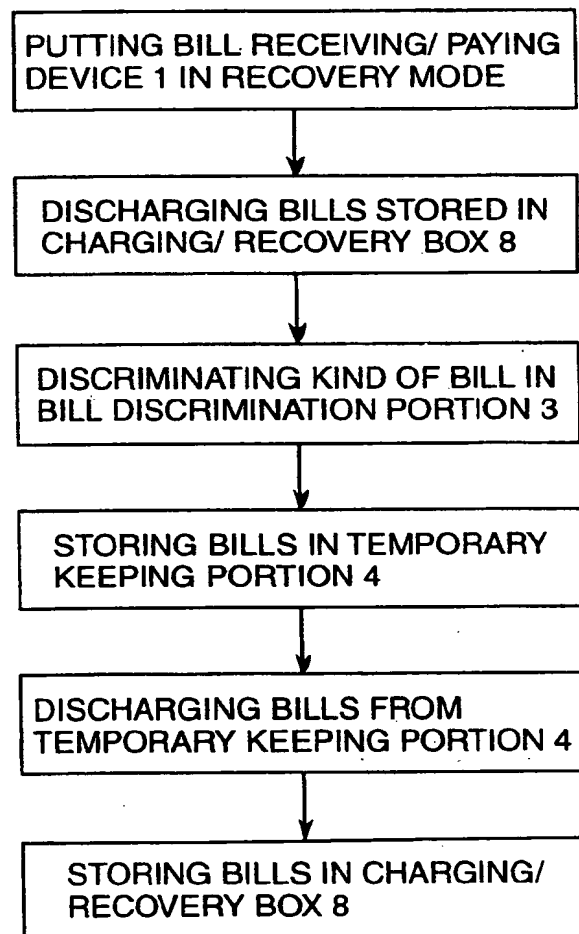 PUTTING BILL RECEIVING/ PAYING
DEVICE 1 IN RECOVERY MODE
DISCHARGING BILLS STORED IN
CHARGING/ RECOVERY BOX 8
DISCRIMINATING KIND OF BILL IN
BILL DISCRIMINATION PORTION 3
STORING BILLS IN TEMPORARY
KEEPING PORTION 4
DISCHARGING BILLS FROM
TEMPORARY KEEPING PORTION 4
STORING BILLS IN CHARGING/
RECOVERY BOX 8